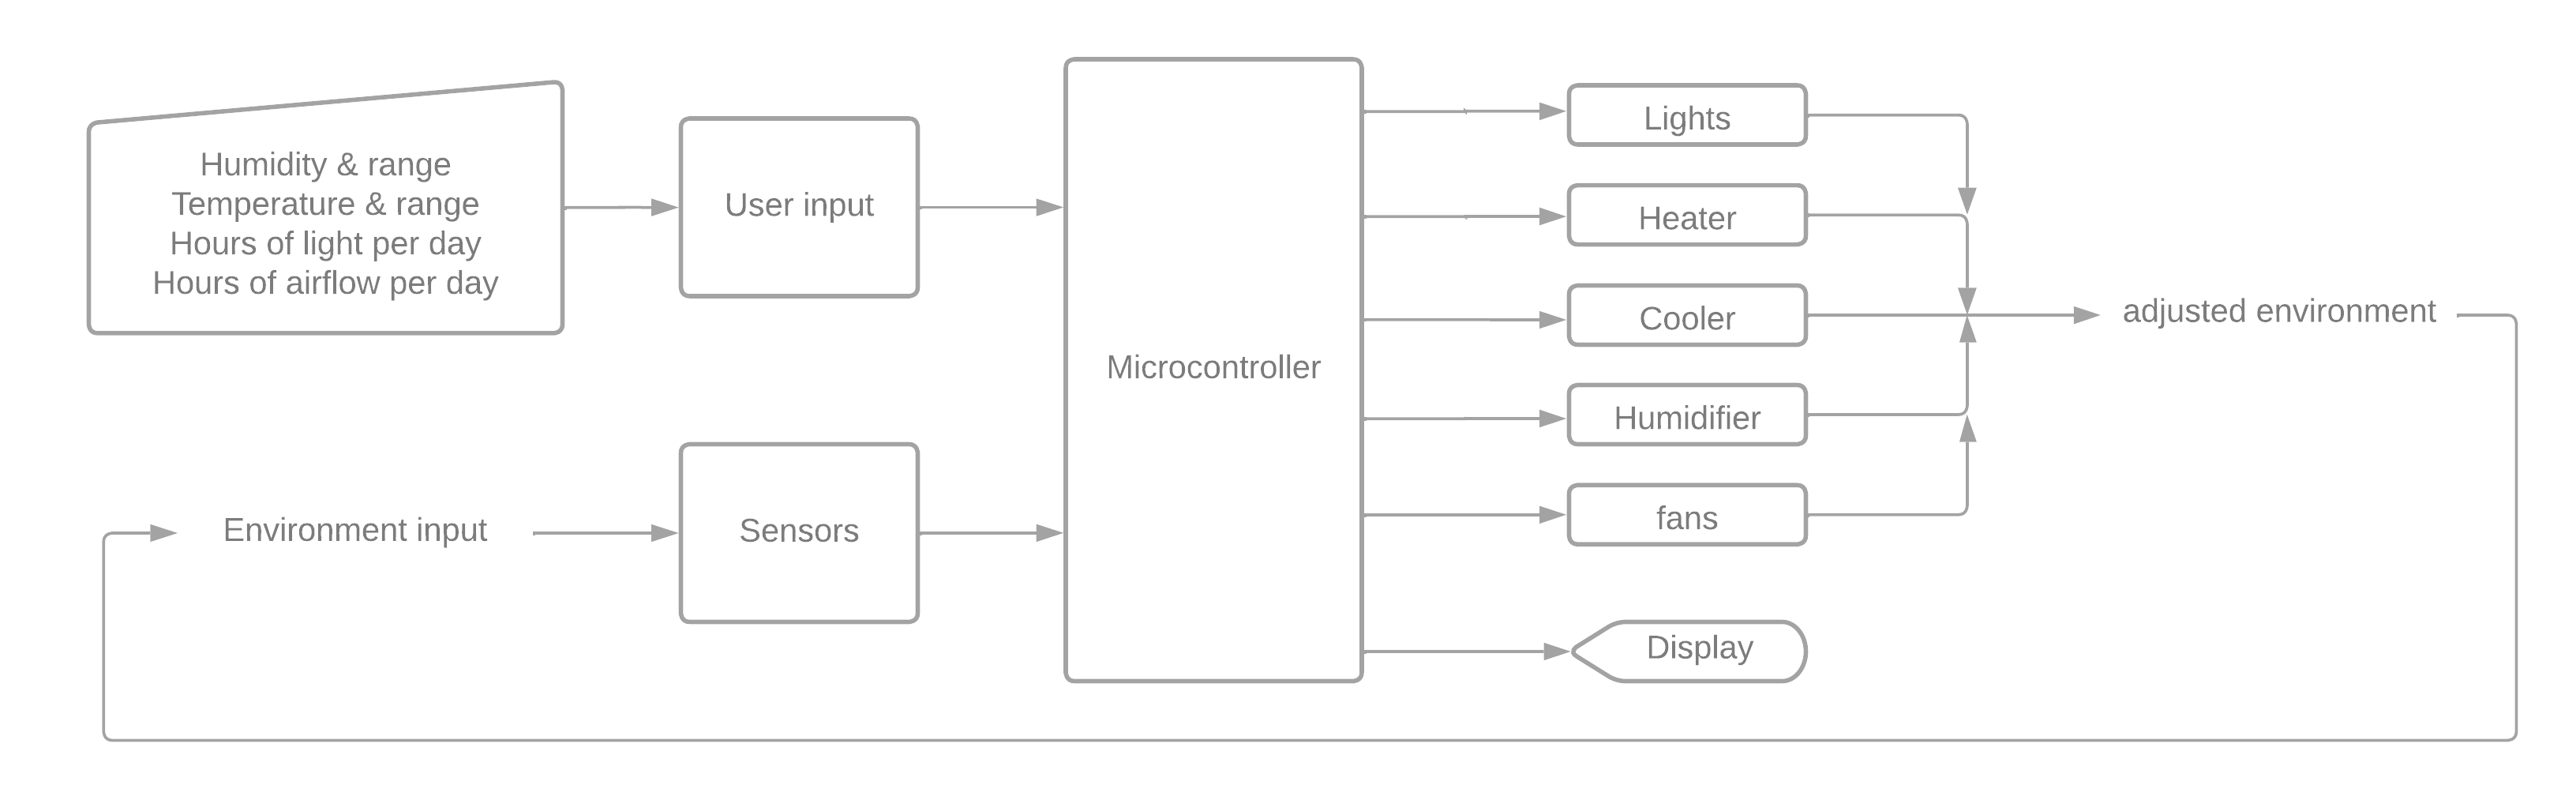 Humidity & range
Temperature & range
Hours of light per day
Hours of airflow per day
User input
Environment input
Sensors
Microcontroller
Lights
Heater
Cooler
Humidifier
fans
Display
adjusted environment